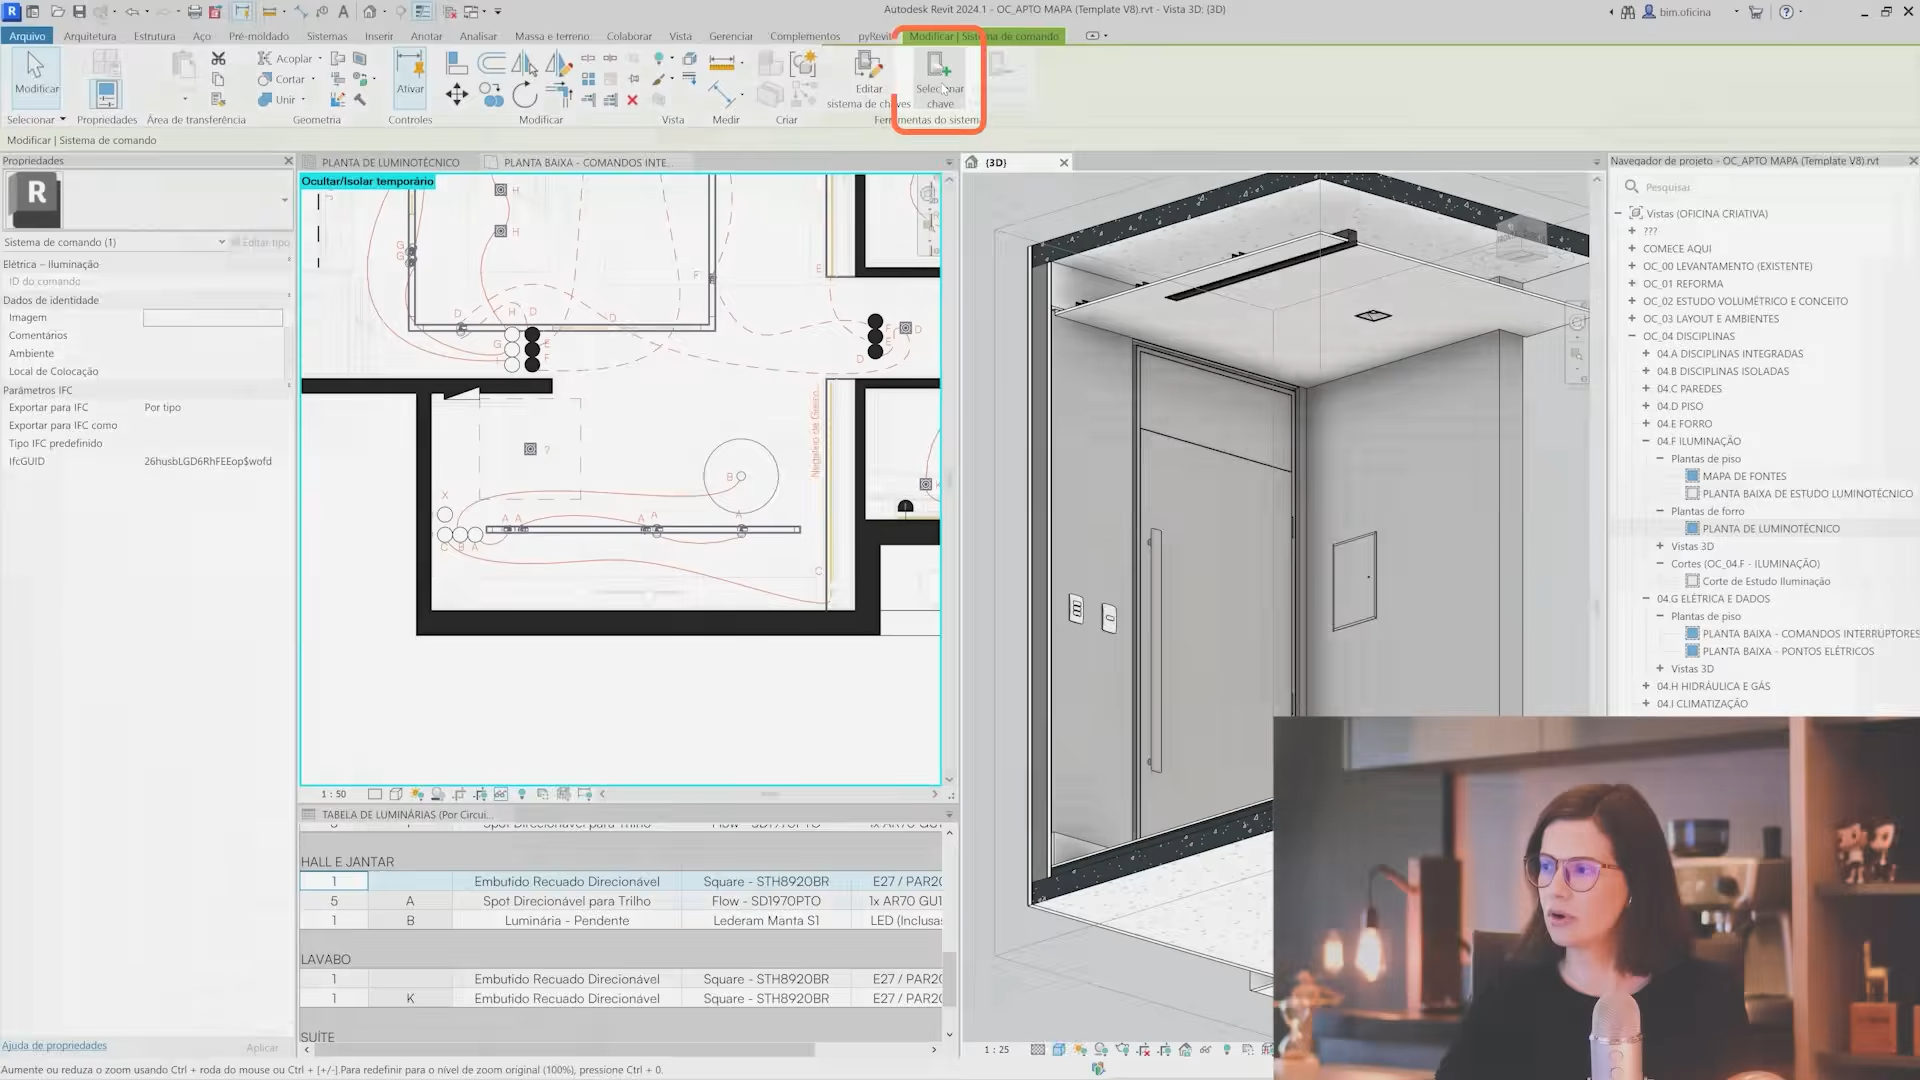 Autodesk Revit 2024.1 - OC_APTO MAPA (Template V8).rvt - Vista 3D: {3D}
bim.oficina
Arquivo Arquitetura Estrutura Aço Pré-moldado Sistemas Inserir Anotar Analisar Massa e terreno Colaborar Vista Gerenciar Complementos pyRevit Modificar | Sistema de comando
Modificar
Acoplar
Cortar
Unir
Ativar
Editar
sistema de chaves
Selecionar
chave
Selecionar Propriedades Área de transferência Geometria Controles Modificar Vista Medir Criar Ferramentas do sistema
Modificar | Sistema de comando
Propriedades
R
Sistema de comando (1)
Editar tipo
Elétrica – Iluminação
ID do comando
Dados de identidade
Imagem
Comentários
Ambiente
Local de Colocação
Parâmetros IFC
Exportar para IFC Por tipo
Exportar para IFC como
Tipo IFC predefinido
IfcGUID 26husbLGD6RhFEEop$wofd
Ajuda de propriedades
Aplicar
PLANTA DE LUMINOTÉCNICO
PLANTA BAIXA - COMANDOS INTE...
Ocultar/Isolar temporário
H
H
G
G
F
E
D H D D
G E
F
F D
E
D
?
B
X
A A A A A
C B A
C
K
1 : 50
TABELA DE LUMINÁRIAS (Por Circui...
Spot Direcionável para Trilho Flow - SD1970PTO 1x AR70 GU1
HALL E JANTAR
1 Embutido Recuado Direcionável Square - STH8920BR E27 / PAR20
5 A Spot Direcionável para Trilho Flow - SD1970PTO 1x AR70 GU1
1 B Luminária - Pendente Lederam Manta S1 LED (Inclusa
LAVABO
1 Embutido Recuado Direcionável Square - STH8920BR E27 / PAR20
1 K Embutido Recuado Direcionável Square - STH8920BR E27 / PAR20
SUÍTE
{3D}
1 : 25
Navegador de projeto - OC_APTO MAPA (Template V8).rvt
Pesquisar
Vistas (OFICINA CRIATIVA)
???
COMECE AQUI
OC_00 LEVANTAMENTO (EXISTENTE)
OC_01 REFORMA
OC_02 ESTUDO VOLUMÉTRICO E CONCEITO
OC_03 LAYOUT E AMBIENTES
OC_04 DISCIPLINAS
04.A DISCIPLINAS INTEGRADAS
04.B DISCIPLINAS ISOLADAS
04.C PAREDES
04.D PISO
04.E FORRO
04.F ILUMINAÇÃO
Plantas de piso
MAPA DE FONTES
PLANTA BAIXA DE ESTUDO LUMINOTÉCNICO
Plantas de forro
PLANTA DE LUMINOTÉCNICO
Vistas 3D
Cortes (OC_04.F - ILUMINAÇÃO)
Corte de Estudo Iluminação
04.G ELÉTRICA E DADOS
Plantas de piso
PLANTA BAIXA - COMANDOS INTERRUPTORES
PLANTA BAIXA - PONTOS ELÉTRICOS
Vistas 3D
04.H HIDRÁULICA E GÁS
04.I CLIMATIZAÇÃO
Aumente ou reduza o zoom usando Ctrl + roda do mouse ou Ctrl + [+/-].Para redefinir para o nível de zoom original (100%), pressione Ctrl + 0.